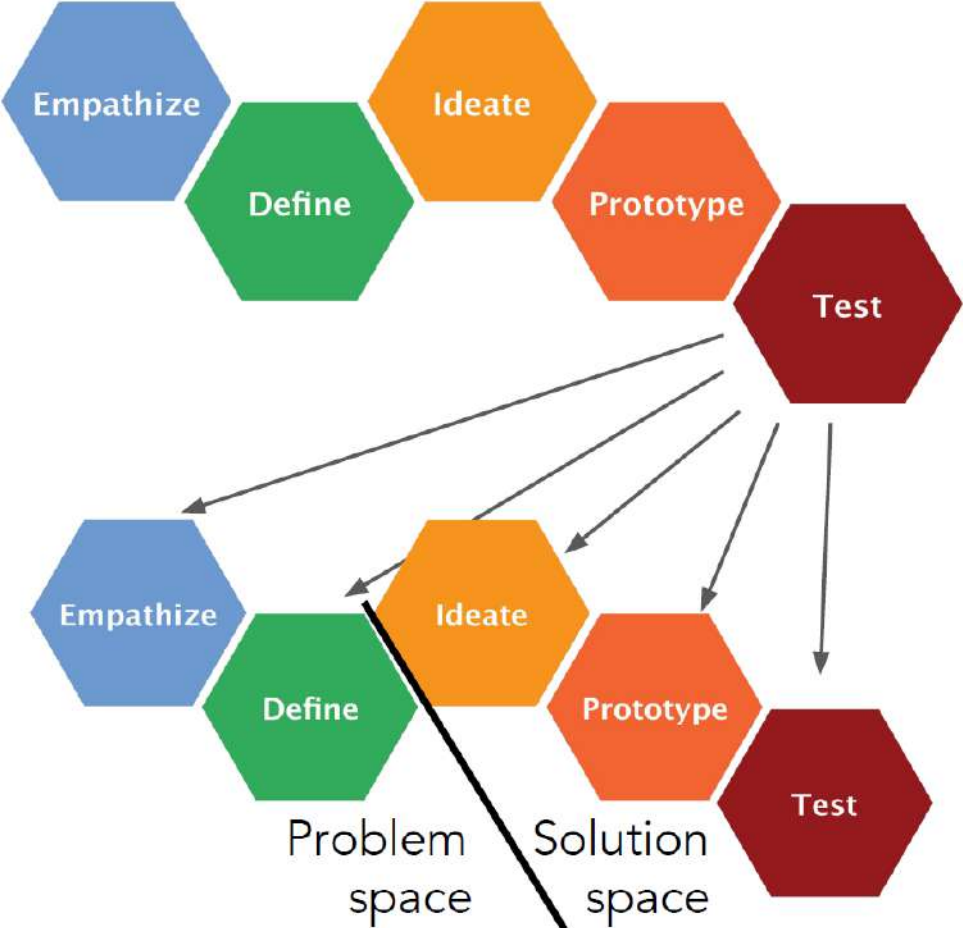 Empathize
Define
Ideate
Prototype
Test
Empathize
Define
Ideate
Prototype
Test
Problem
space
Solution
space